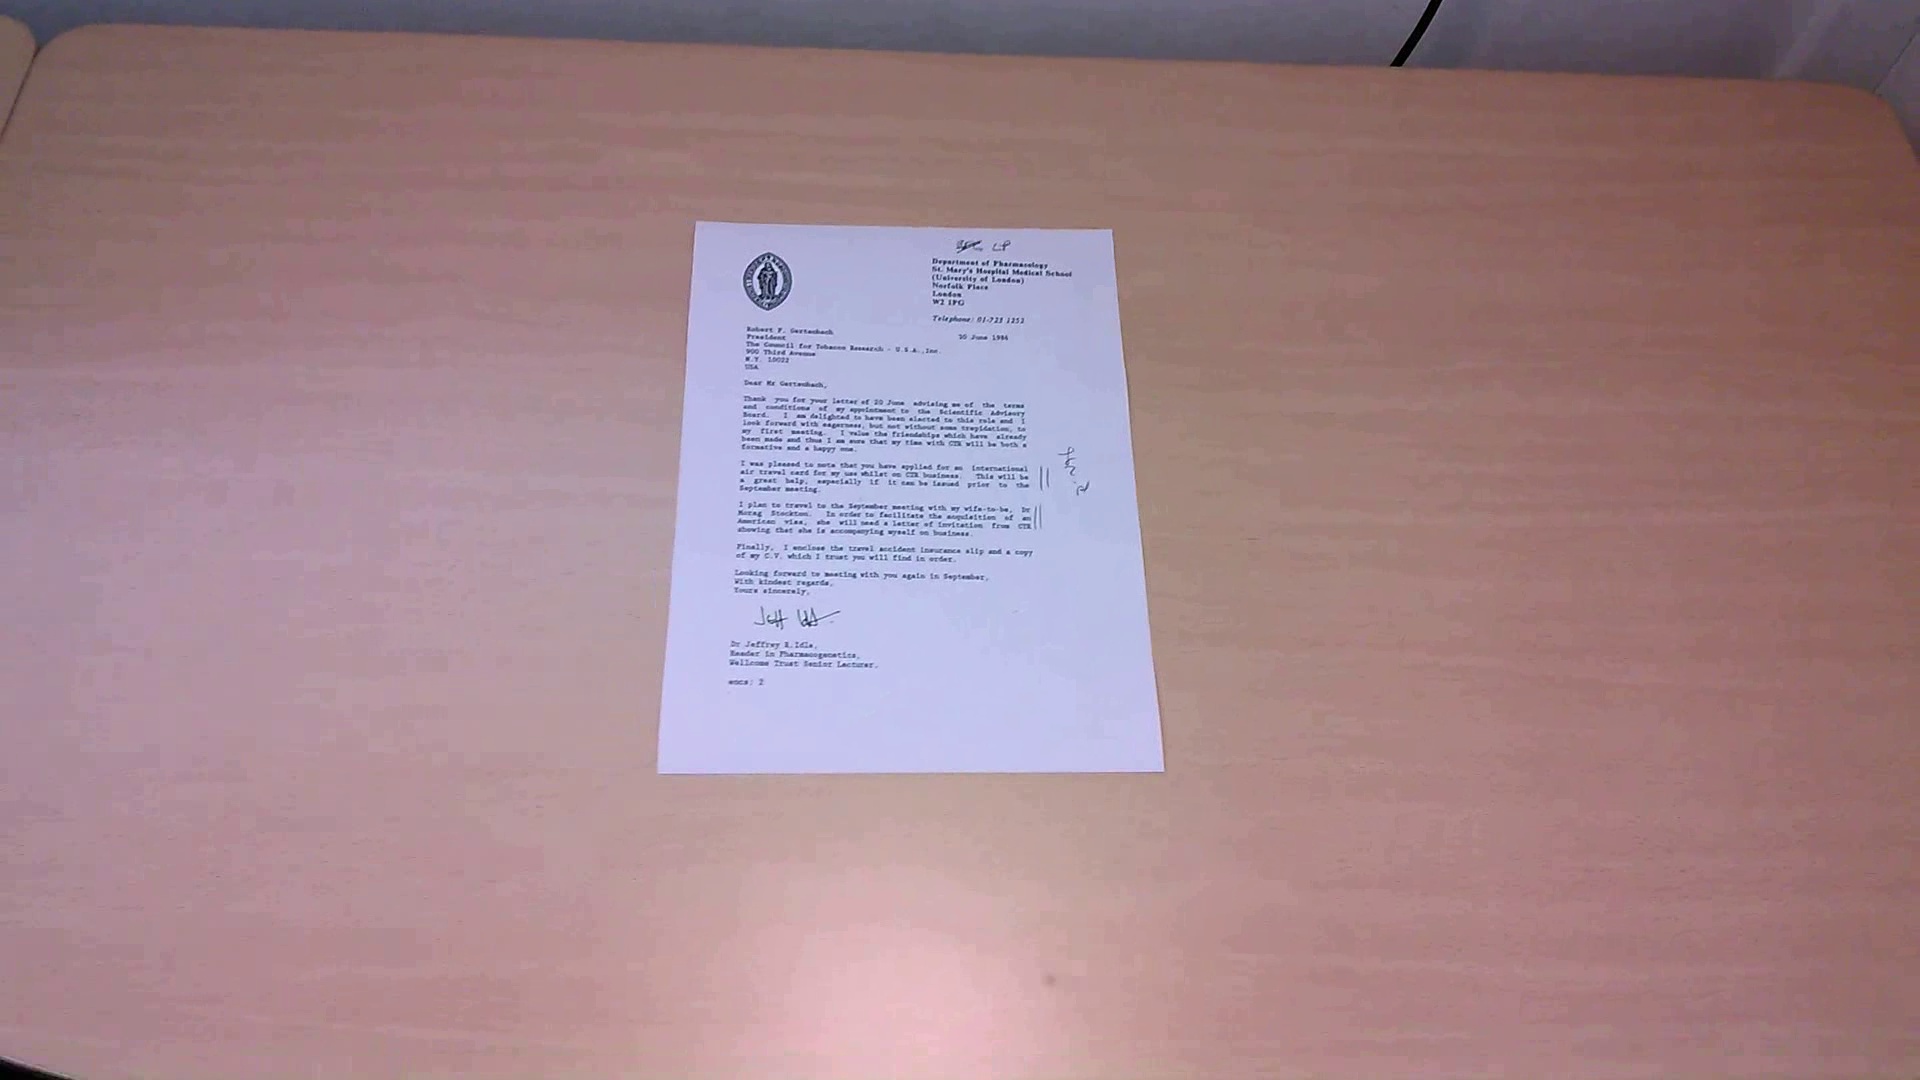 LP
Department of Pharmacology
St. Mary's Hospital Medical School
(University of London)
Norfolk Place
London
W2 1PG
Telephone: 01-723 1252
Robert F. Gertenbach
President
30 June 1986
The Council for Tobacco Research - U.S.A.,Inc.
900 Third Avenue
N.Y. 10022
USA
Dear Mr Gertenbach,
Thank you for your letter of 20 June advising me of the terms
and conditions of my appointment to the Scientific Advisory
Board. I am delighted to have been elected to this role and I
look forward with eagerness, but not without some trepidation, to
my first meeting. I value the friendships which have already
been made and thus I am sure that my time with CTR will be both a
formative and a happy one.
I was pleased to note that you have applied for an international
air travel card for my use whilst on CTR business. This will be
a great help, especially if it can be issued prior to the
September meeting.
I plan to travel to the September meeting with my wife-to-be, Dr
Morag Stockton. In order to facilitate the acquisition of an
American visa, she will need a letter of invitation from CTR
showing that she is accompanying myself on business.
Finally, I enclose the travel accident insurance slip and a copy
of my C.V. which I trust you will find in order.
Looking forward to meeting with you again in September,
With kindest regards,
Yours sincerely,
Dr Jeffrey R.Idle,
Reader in Pharmacogenetics,
Wellcome Trust Senior Lecturer.
encs: 2